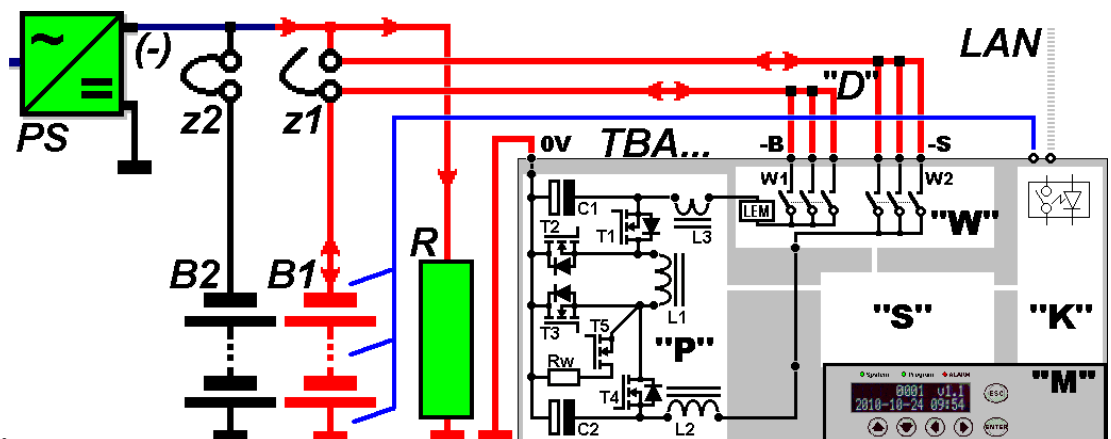 (-)
LAN
~
=
z2
z1
"D"
PS
0V
TBA...
-B
-S
W1
W2
C1
T2
T1
LEM
"W"
L3
R
B2
B1
L1
"S"
"K"
T3
T5
"P"
Rw
T4
System Program ALARM
"M"
0001 v1.1
2010-10-24 09:54
ESC
C2
L2
ENTER